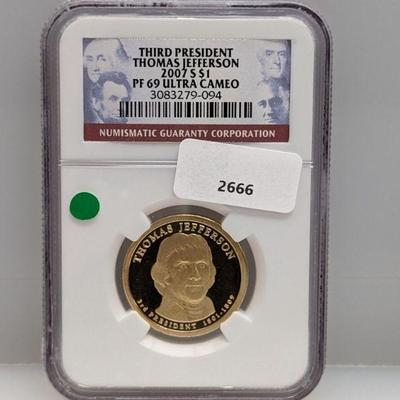 THIRD PRESIDENT
THOMAS JEFFERSON
2007 S $1
PF 69 ULTRA CAMEO
3083279-094
NUMISMATIC GUARANTY CORPORATION
2666
THOMAS JEFFERSON
3rd PRESIDENT 1801-1809